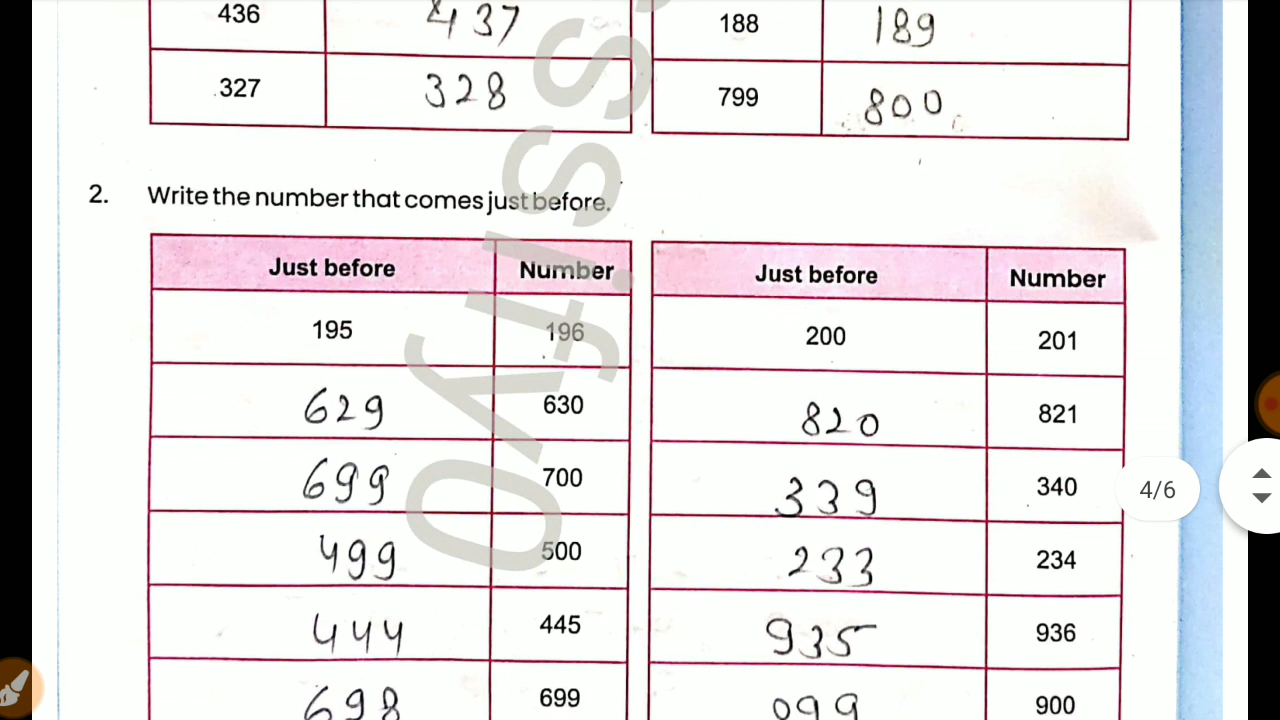 436 437 188 189
327 328 799 800
2. Write the number that comes just before.
Just before Number Just before Number
195 196 200 201
629 630 820 821
699 700 339 340
499 500 233 234
444 445 935 936
698 699 900
4/6